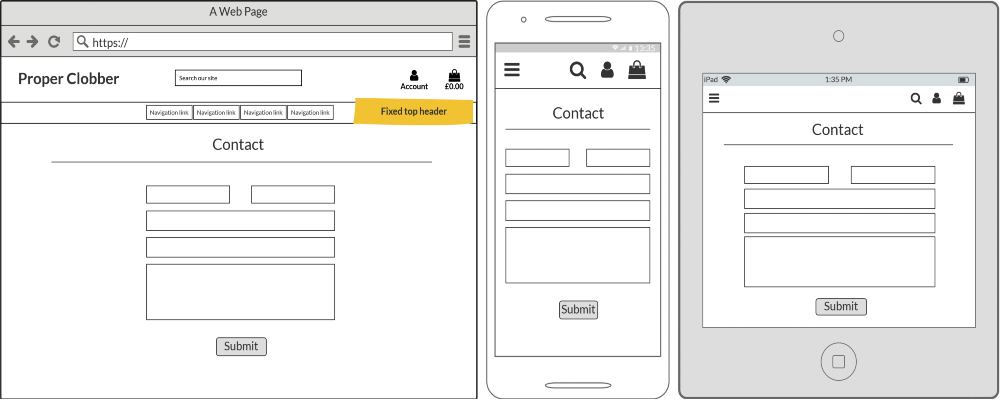 A Web Page
https://
Proper Clobber
Search our site
Account
£0.00
Navigation link Navigation link Navigation link Navigation link
Fixed top header
Contact
Submit
12:35
Contact
Submit
iPad 1:35 PM
Contact
Submit